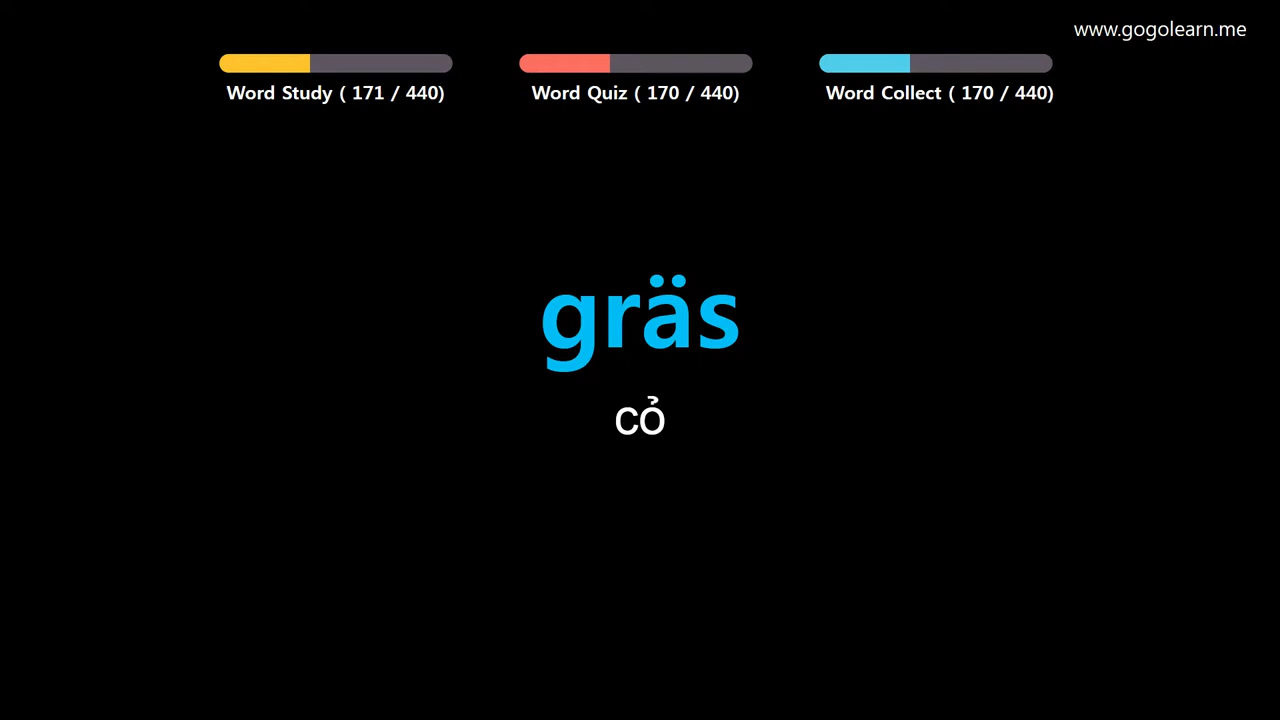 www.gogolearn.me
Word Study ( 171 / 440)
Word Quiz ( 170 / 440)
Word Collect ( 170 / 440)
gräs
cỏ